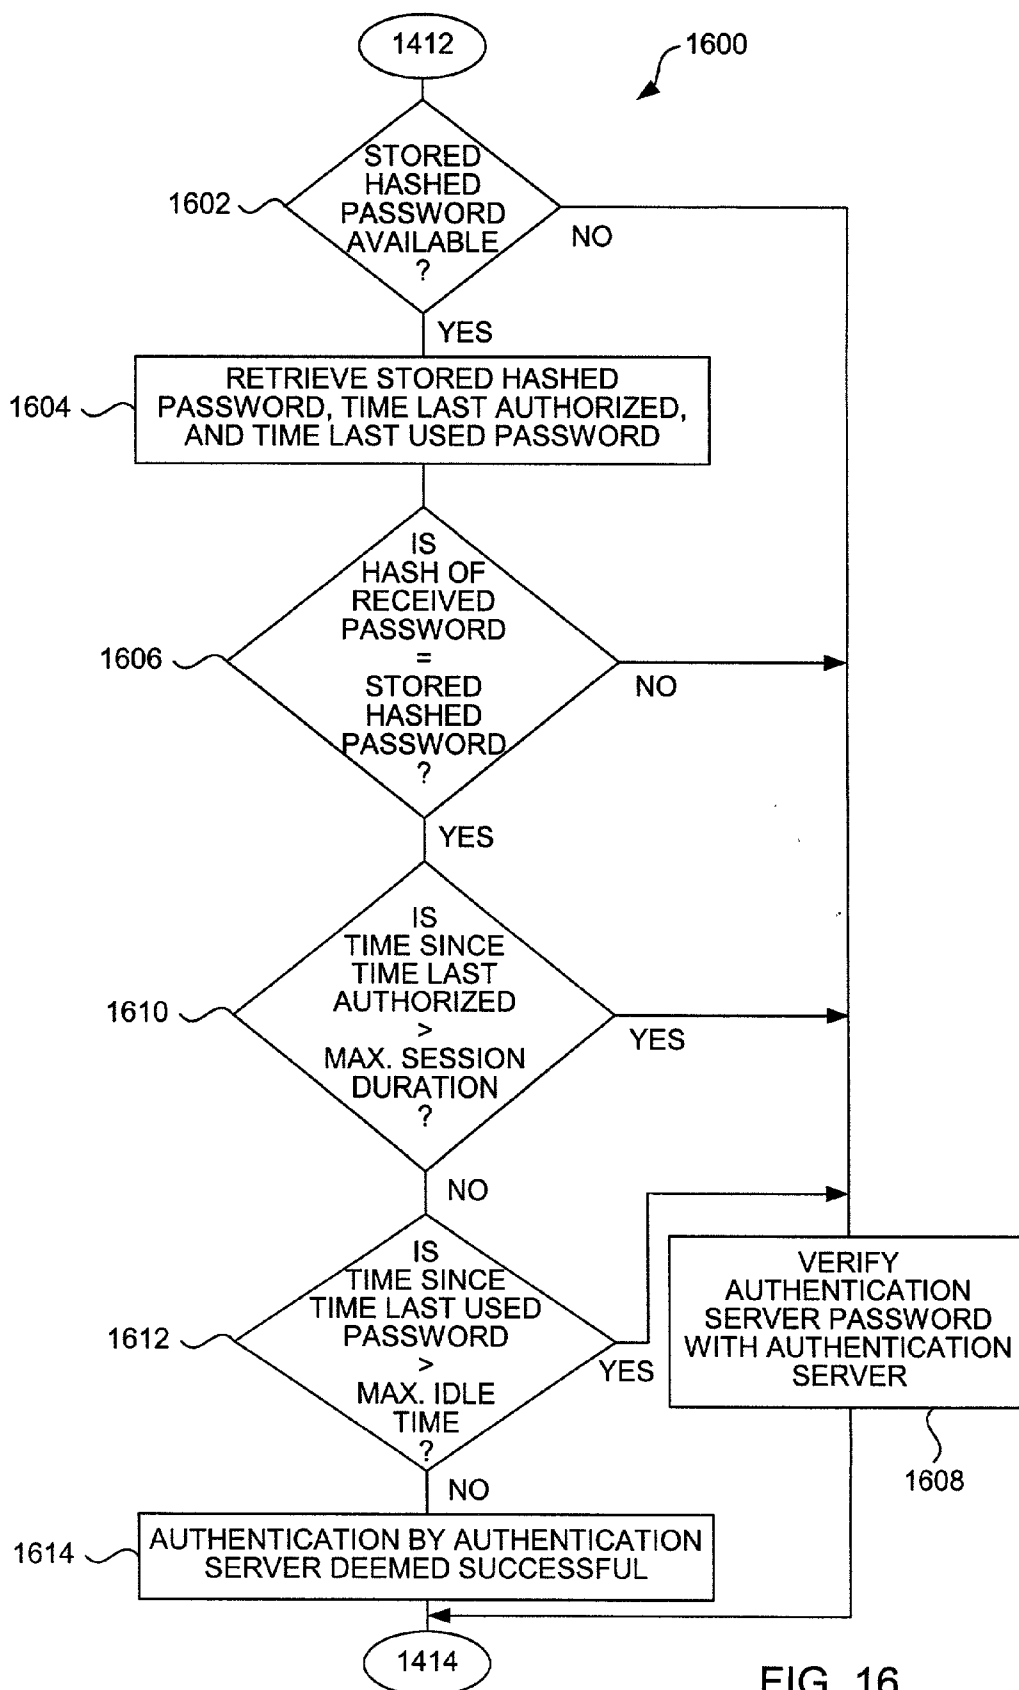 1412
1600
STORED
HASHED
PASSWORD
AVAILABLE
?
1602
NO
YES
RETRIEVE STORED HASHED
PASSWORD, TIME LAST AUTHORIZED,
AND TIME LAST USED PASSWORD
1604
IS
HASH OF
RECEIVED
PASSWORD
=
STORED
HASHED
PASSWORD
?
1606
NO
YES
IS
TIME SINCE
TIME LAST
AUTHORIZED
>
MAX. SESSION
DURATION
?
1610
YES
NO
IS
TIME SINCE
TIME LAST USED
PASSWORD
>
MAX. IDLE
TIME
?
1612
YES
VERIFY
AUTHENTICATION
SERVER PASSWORD
WITH AUTHENTICATION
SERVER
1608
NO
AUTHENTICATION BY AUTHENTICATION
SERVER DEEMED SUCCESSFUL
1614
1414
FIG. 16